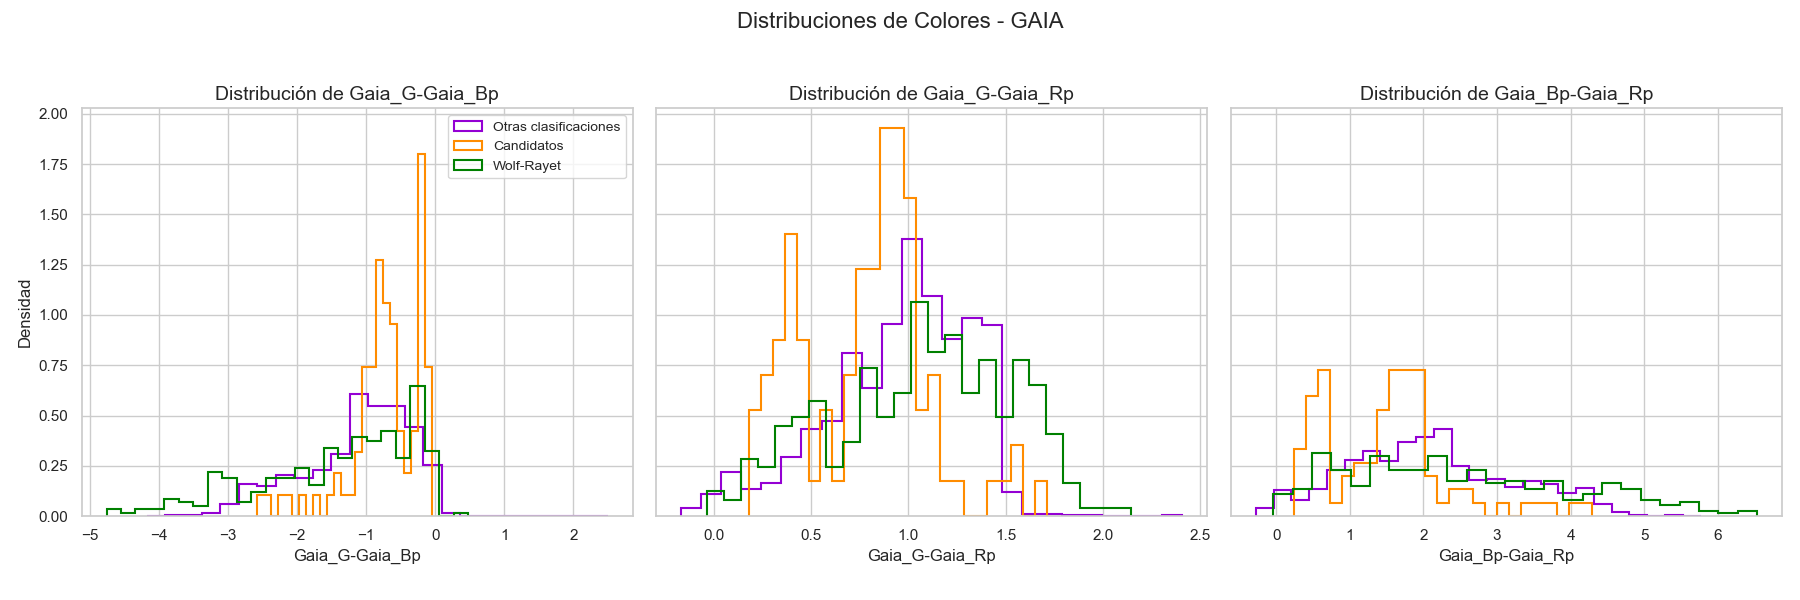 Distribuciones de Colores - GAIA
Distribución de Gaia_G-Gaia_Bp
Distribución de Gaia_G-Gaia_Rp
Distribución de Gaia_Bp-Gaia_Rp
Otras clasificaciones
Candidatos
Wolf-Rayet
Densidad
2.00
1.75
1.50
1.25
1.00
0.75
0.50
0.25
0.00
−5 −4 −3 −2 −1 0 1 2
0.0 0.5 1.0 1.5 2.0 2.5
0 1 2 3 4 5 6
Gaia_G-Gaia_Bp
Gaia_G-Gaia_Rp
Gaia_Bp-Gaia_Rp